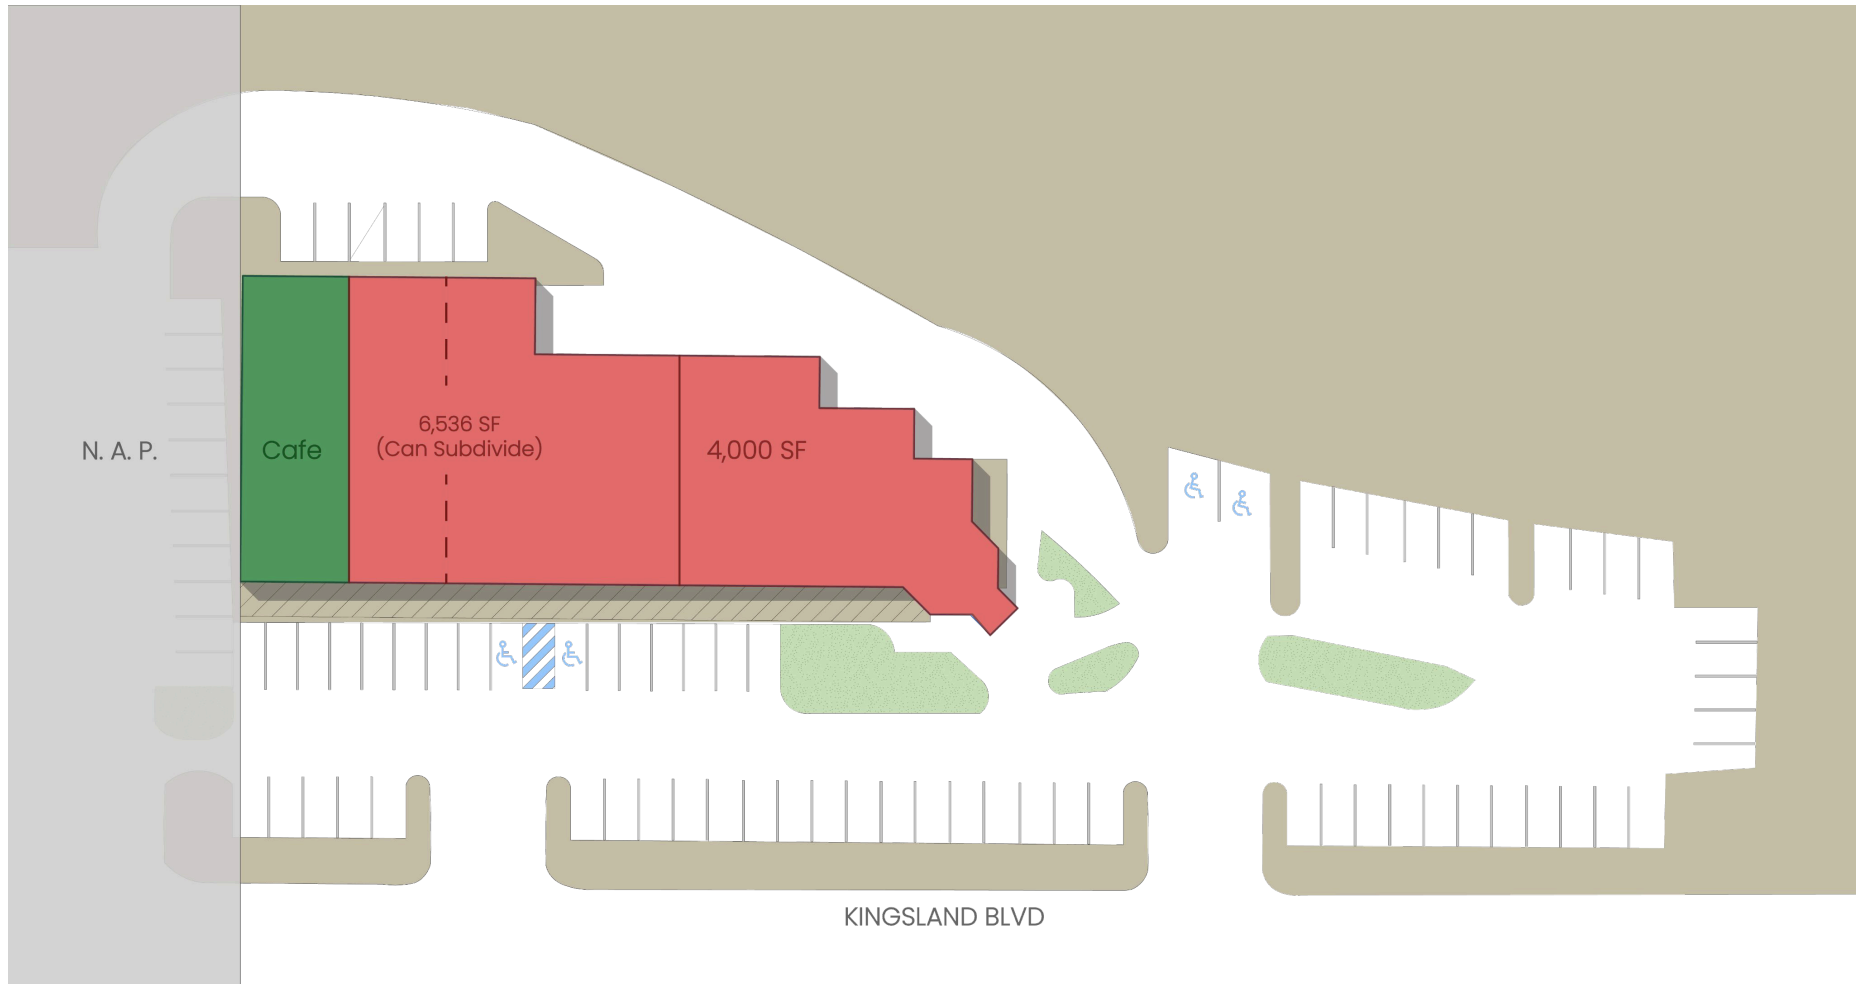 6,536 SF
(Can Subdivide)
N. A. P.
Cafe
4,000 SF
KINGSLAND BLVD